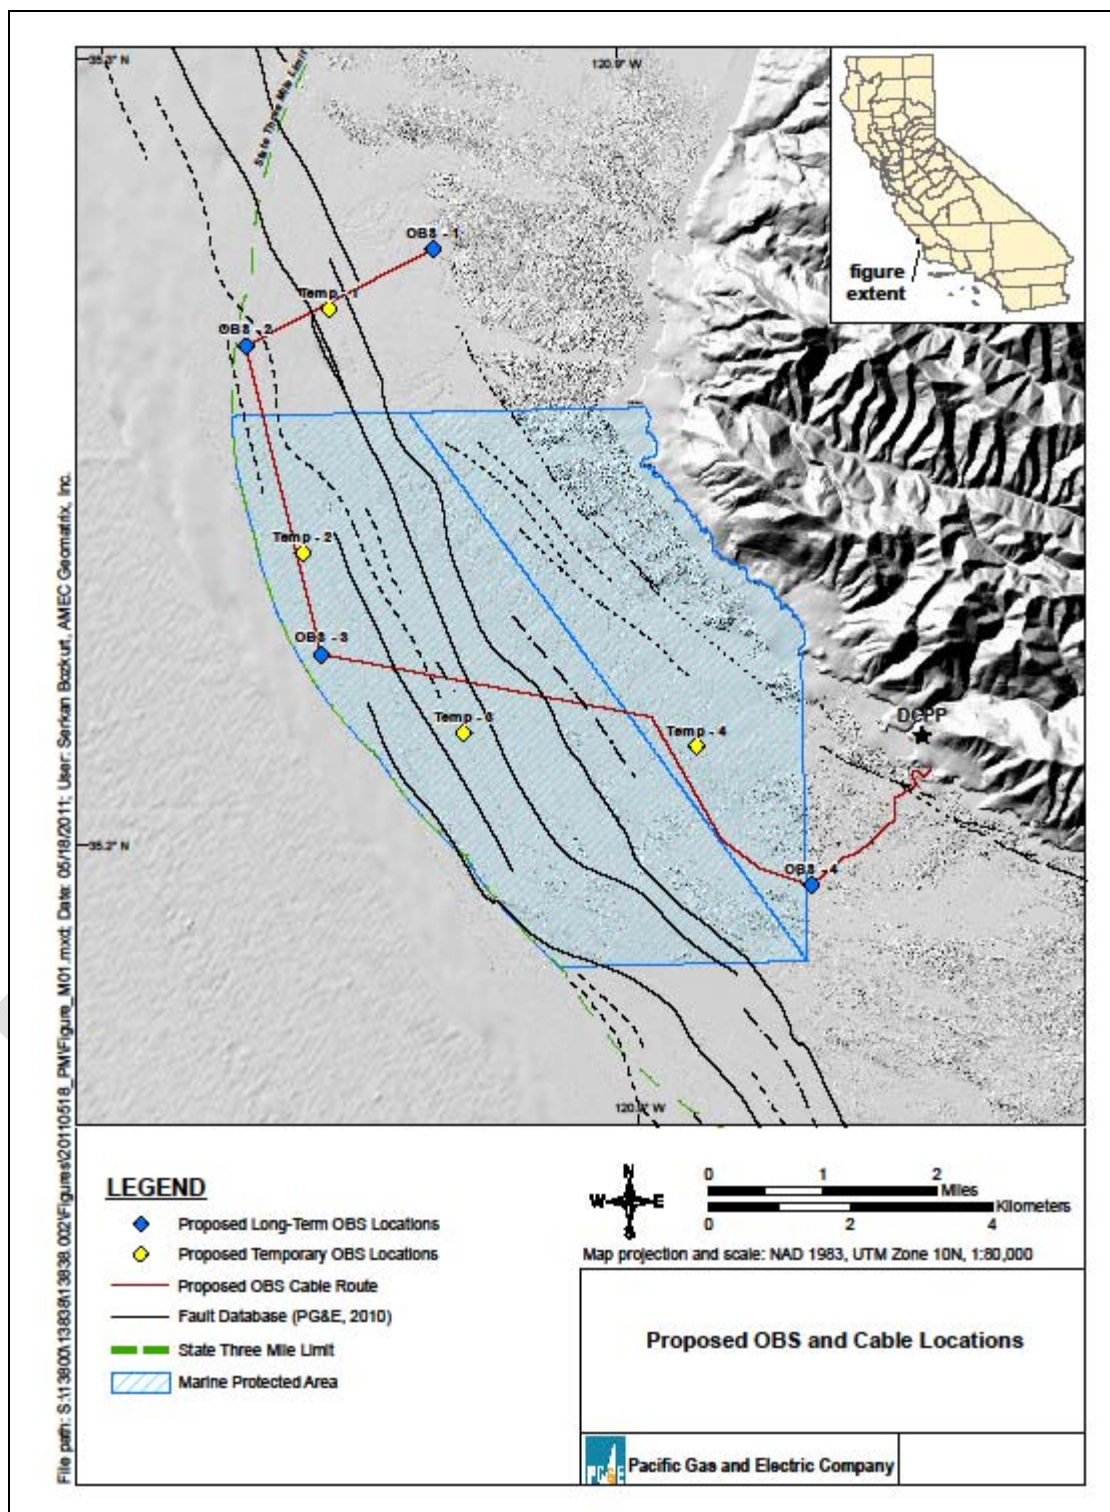 35.3° N
120.9° W
State Three Mile Limit
figure
extent
OBS - 1
Temp - 1
OBS - 2
Temp - 2
OBS - 3
Temp - 3
Temp - 4
DCPP
35.2° N
OBS - 4
120.9° W
LEGEND
Proposed Long-Term OBS Locations
Proposed Temporary OBS Locations
Proposed OBS Cable Route
Fault Database (PG&E, 2010)
State Three Mile Limit
Marine Protected Area
N
W E
S
0 1 2
Miles
Kilometers
0 2 4
Map projection and scale: NAD 1983, UTM Zone 10N, 1:80,000
Proposed OBS and Cable Locations
PG&E
Pacific Gas and Electric Company
File path: S:\13800\13838\13838.002\Figures\20110518_PM\Figure_M01.mxd; Date: 05/18/2011; User: Serkan Bozkurt, AMEC Geomatrix, Inc.